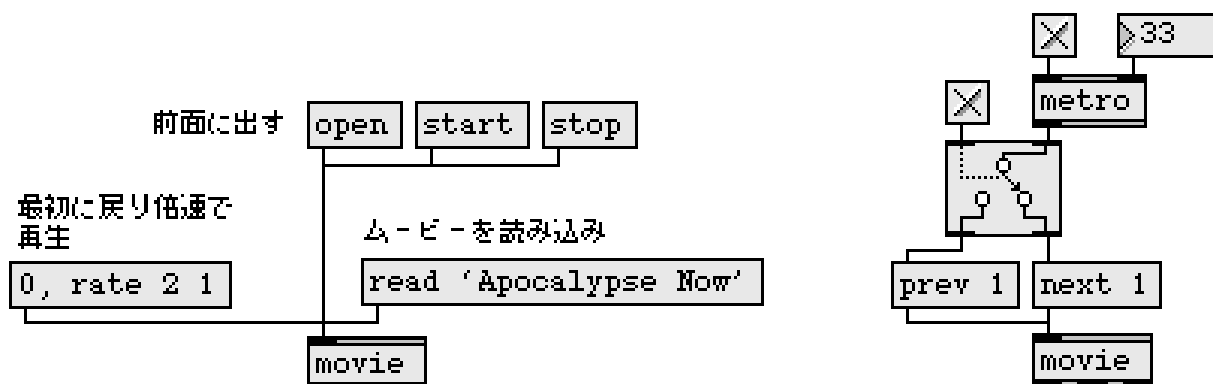 33
metro
前面に出す open start stop
最初に戻り倍速で
再生
ムービーを読み込み
0, rate 2 1
read ‘Apocalypse Now’
prev 1 next 1
movie
movie